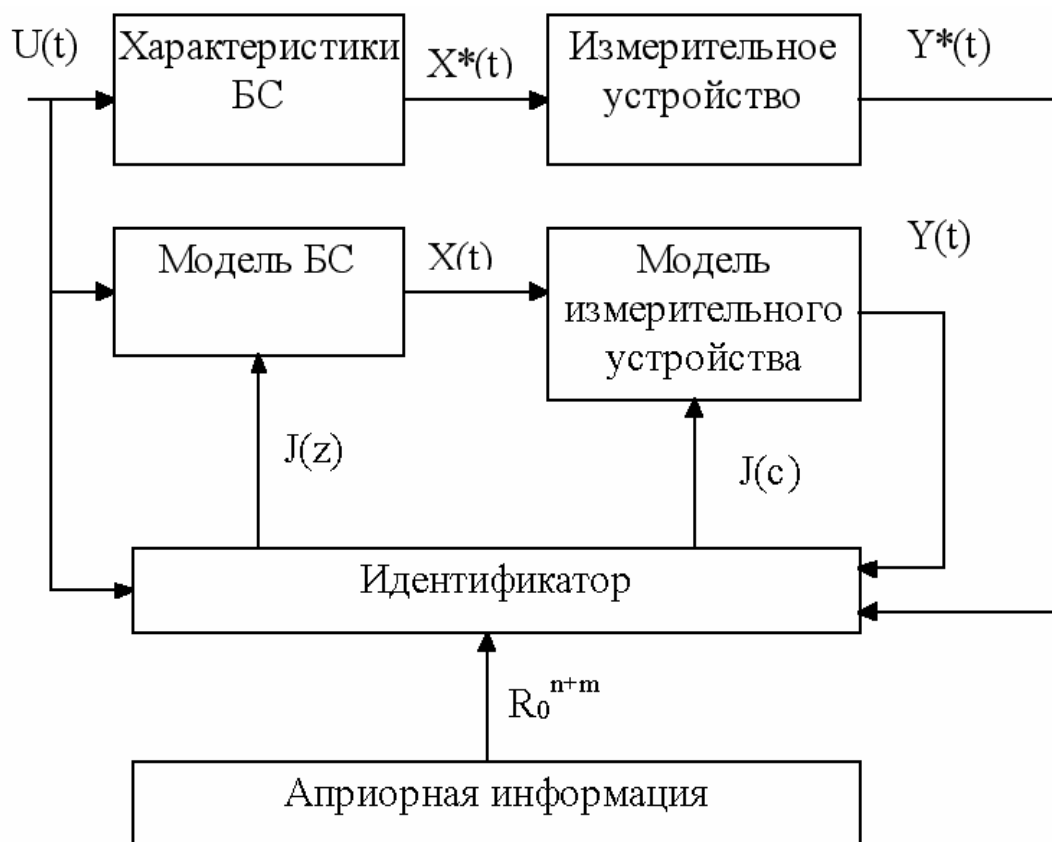 U(t)
Характеристики
БС
X*(t)
Измерительное
устройство
Y*(t)
Модель БС
X(t)
Модель
измерительного
устройства
Y(t)
J(z)
J(c)
Идентификатор
R₀ⁿ⁺ᵐ
Априорная информация